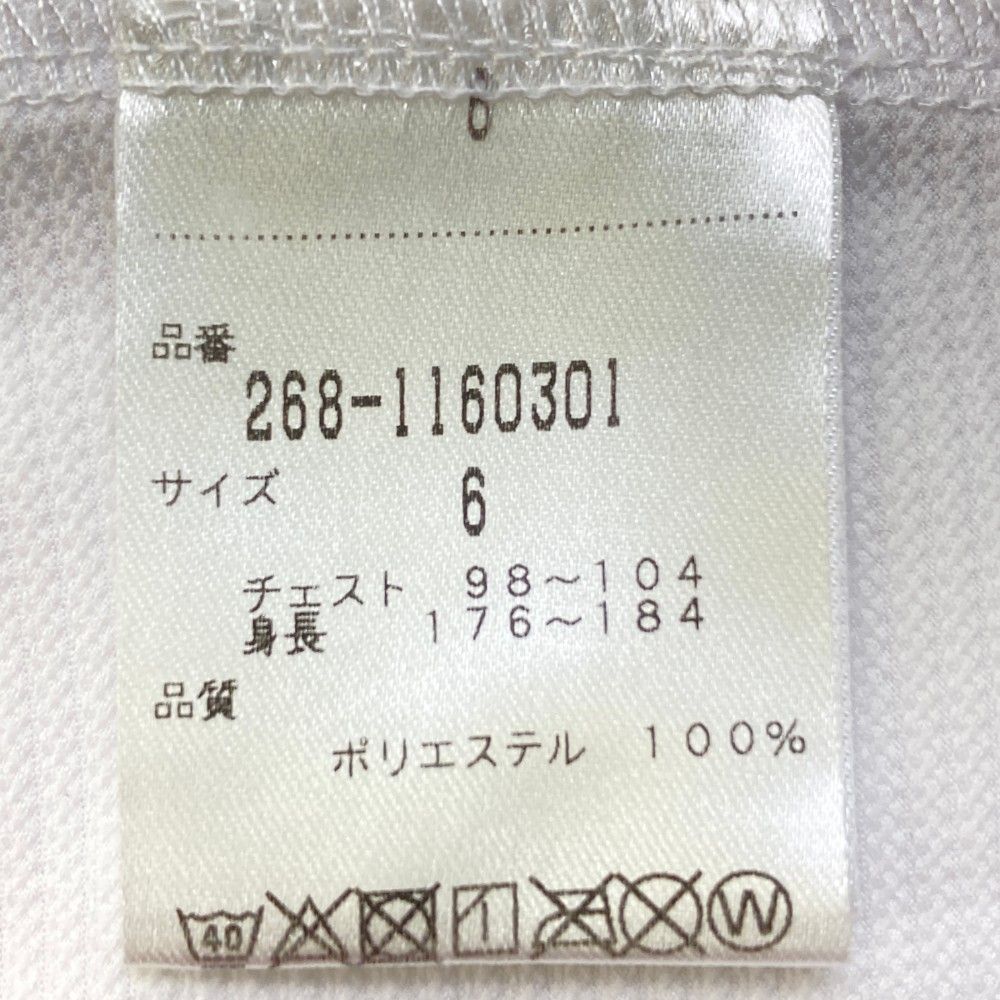 6
品番
268-1160301
サイズ 6
チェスト 98～104
身長 176～184
品質
ポリエステル 100%
40 W